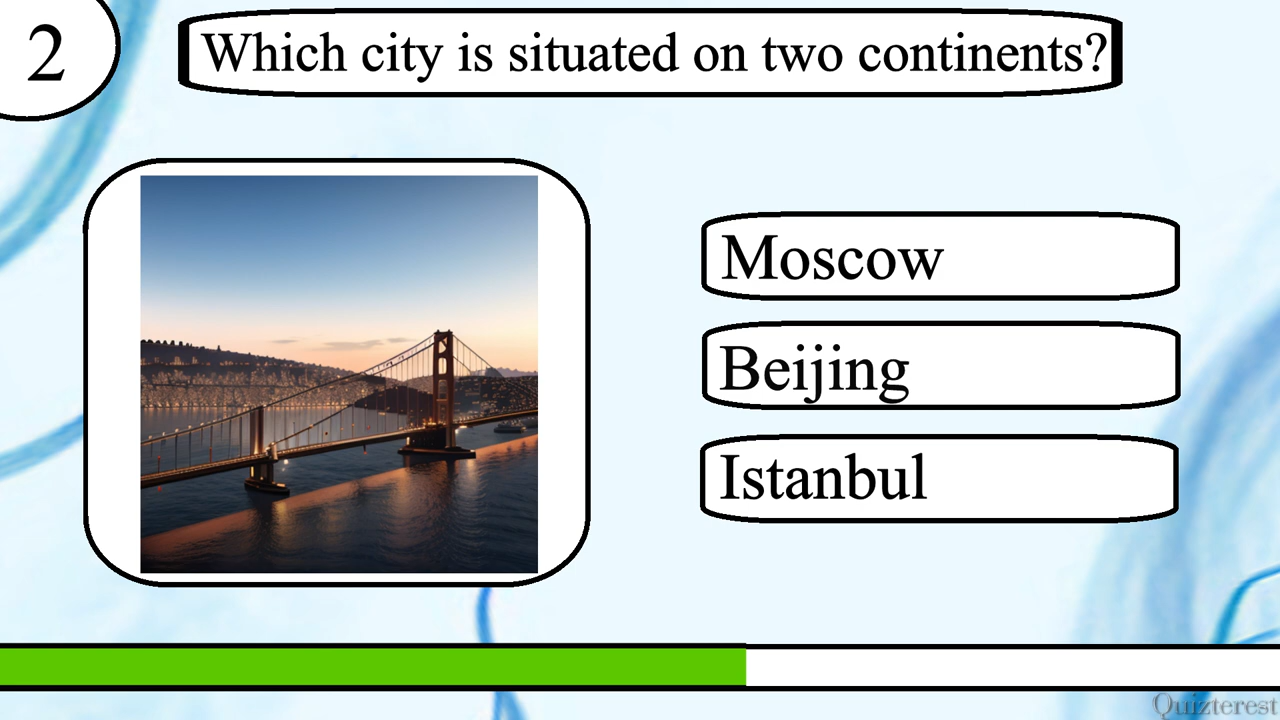 2
Which city is situated on two continents?
Moscow
Beijing
Istanbul
Quizterest